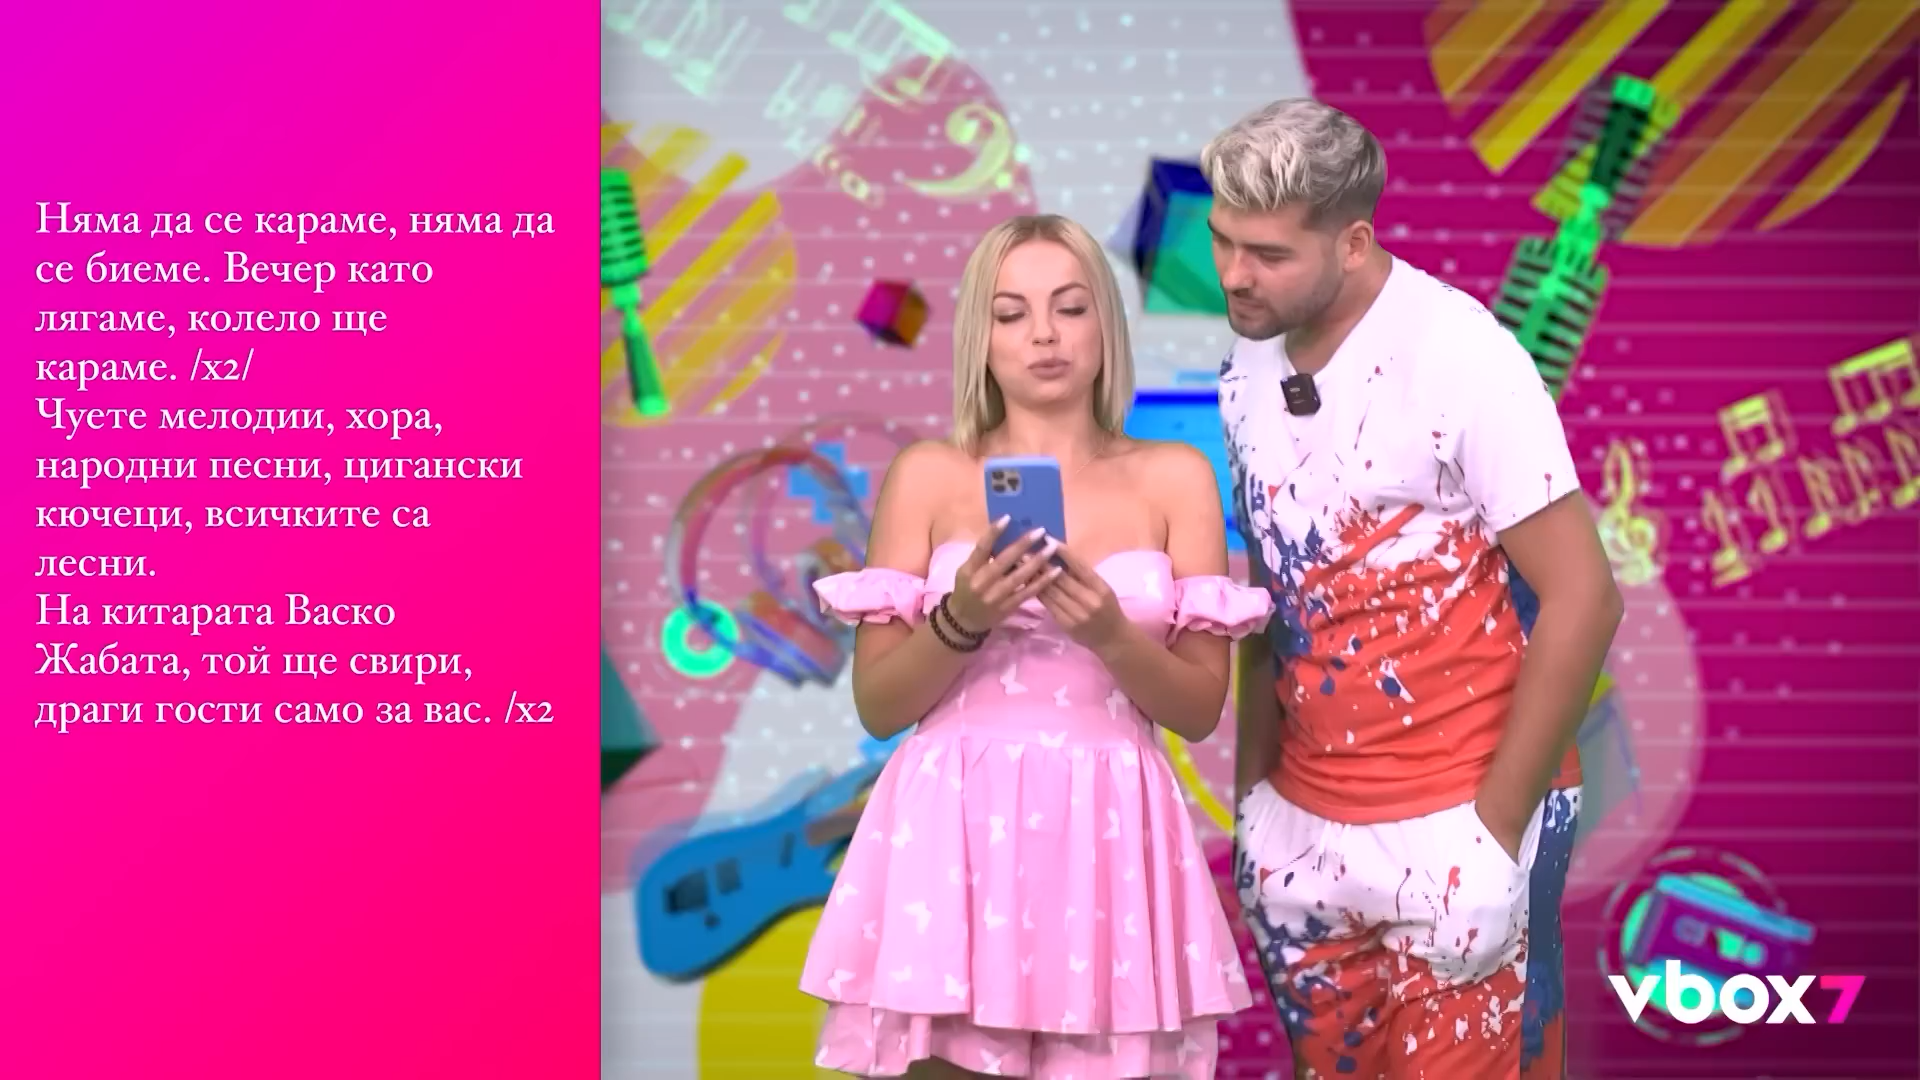 Няма да се караме, няма да
се биеме. Вечер като
лягаме, колело ще
караме. /x2/
Чуете мелодии, хора,
народни песни, цигански
кючеци, всичките са
лесни.
На китарата Васко
Жабата, той ще свири,
драги гости само за вас. /x2
vbox7